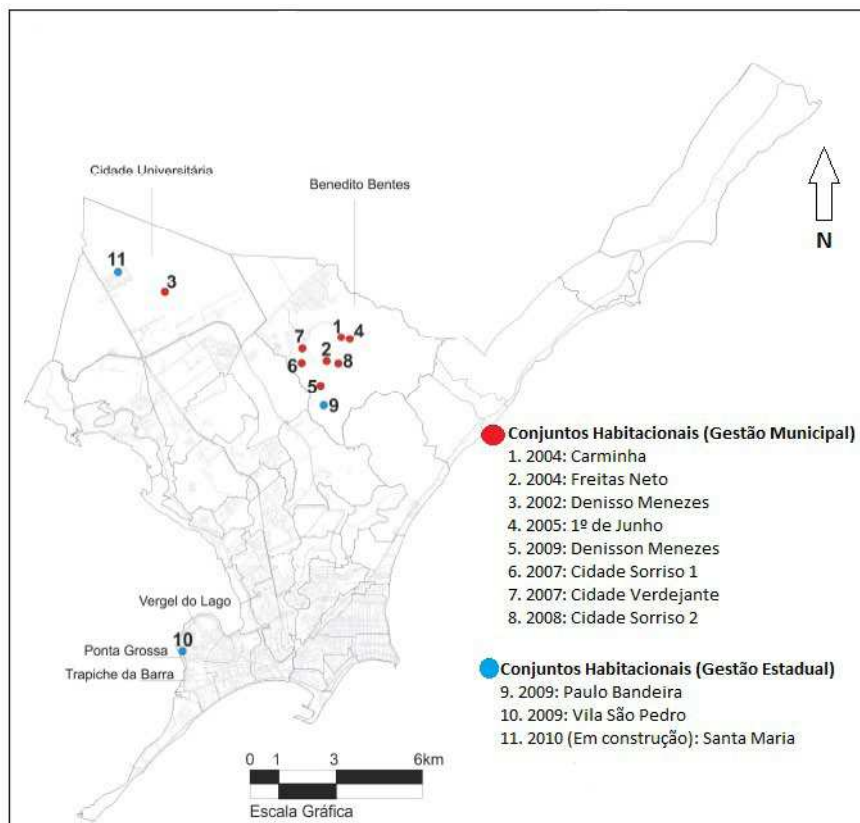 Cidade Universitária
Benedito Bentes
N
11
3
1
4
7
2
6
8
5
9
Conjuntos Habitacionais (Gestão Municipal)
1. 2004: Carminha
2. 2004: Freitas Neto
3. 2002: Denisso Menezes
4. 2005: 1º de Junho
5. 2009: Denisson Menezes
6. 2007: Cidade Sorriso 1
7. 2007: Cidade Verdejante
8. 2008: Cidade Sorriso 2
Vergel do Lago
10
Ponta Grossa
Trapiche da Barra
Conjuntos Habitacionais (Gestão Estadual)
9. 2009: Paulo Bandeira
10. 2009: Vila São Pedro
11. 2010 (Em construção): Santa Maria
0 1 3 6km
Escala Gráfica